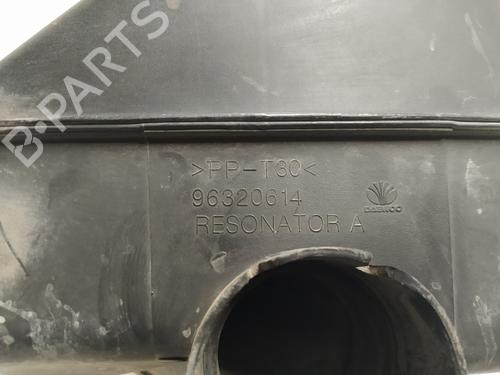 B-PARTS
>PP-T30<
96320614
RESONATOR A
DAEWOO